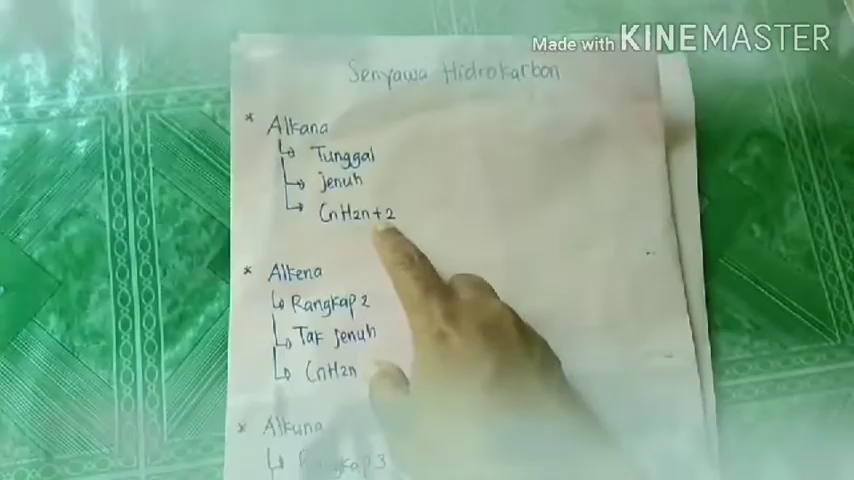 Made with KINEMASTER
Senyawa Hidrokarbon
* Alkana
Tunggal
Jenuh
CnH2n+2
* Alkena
Rangkap 2
Tak Jenuh
CnH2n
* Alkuna
Rangkap 3